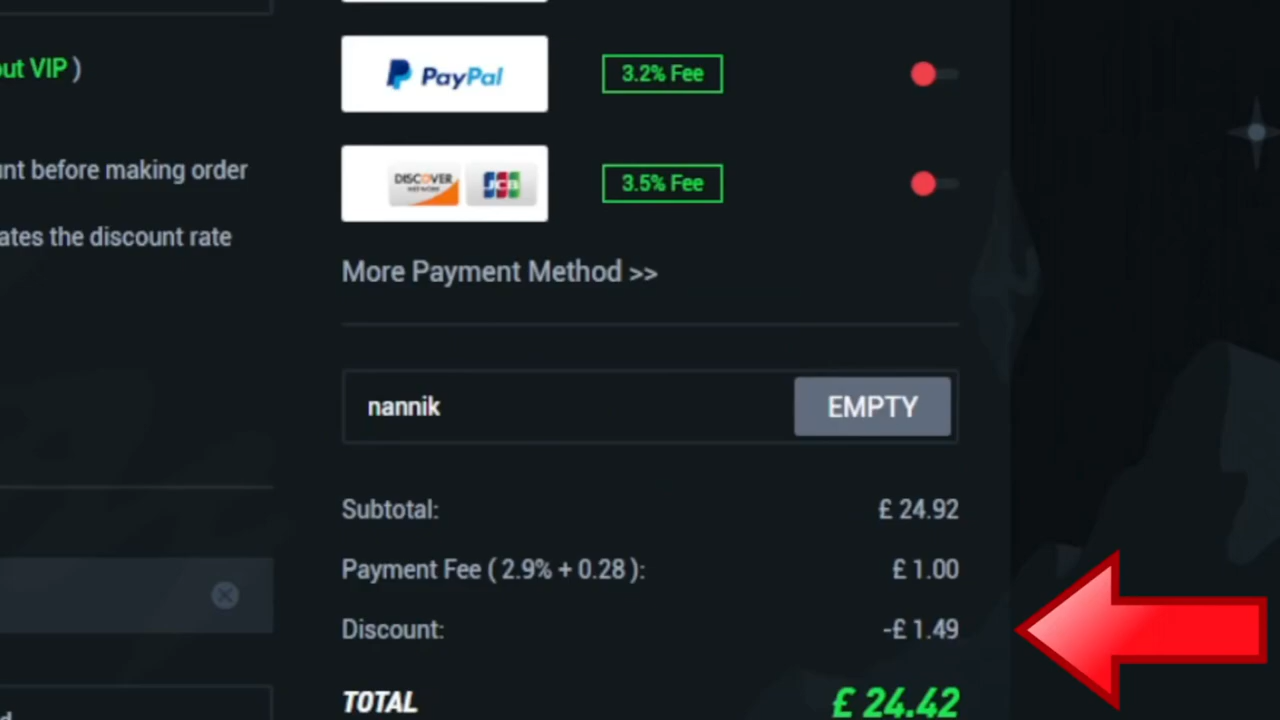 out VIP )
PayPal
3.2% Fee
unt before making order
DISCOVER
NETWORK
JCB
3.5% Fee
ates the discount rate
More Payment Method >>
nannik
EMPTY
Subtotal:
£ 24.92
Payment Fee ( 2.9% + 0.28 ):
£ 1.00
Discount:
-£ 1.49
TOTAL
£ 24.42